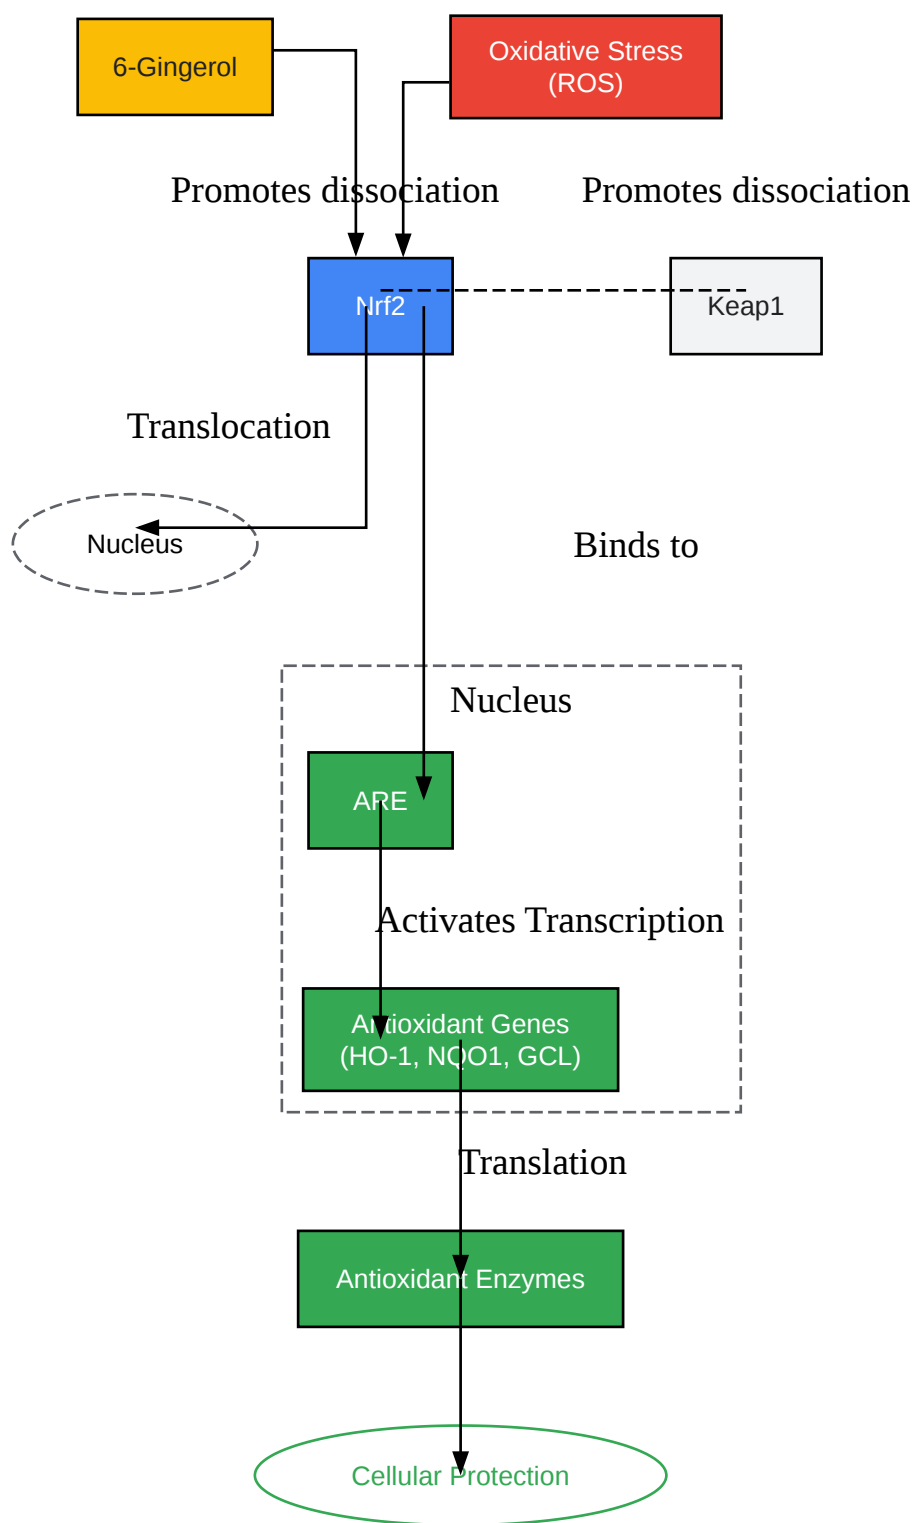 6-Gingerol
Oxidative Stress
(ROS)
Promotes dissociation
Promotes dissociation
Nrf2
Keap1
Translocation
Nucleus
Binds to
Nucleus
ARE
Activates Transcription
Antioxidant Genes
(HO-1, NQO1, GCL)
Translation
Antioxidant Enzymes
Cellular Protection